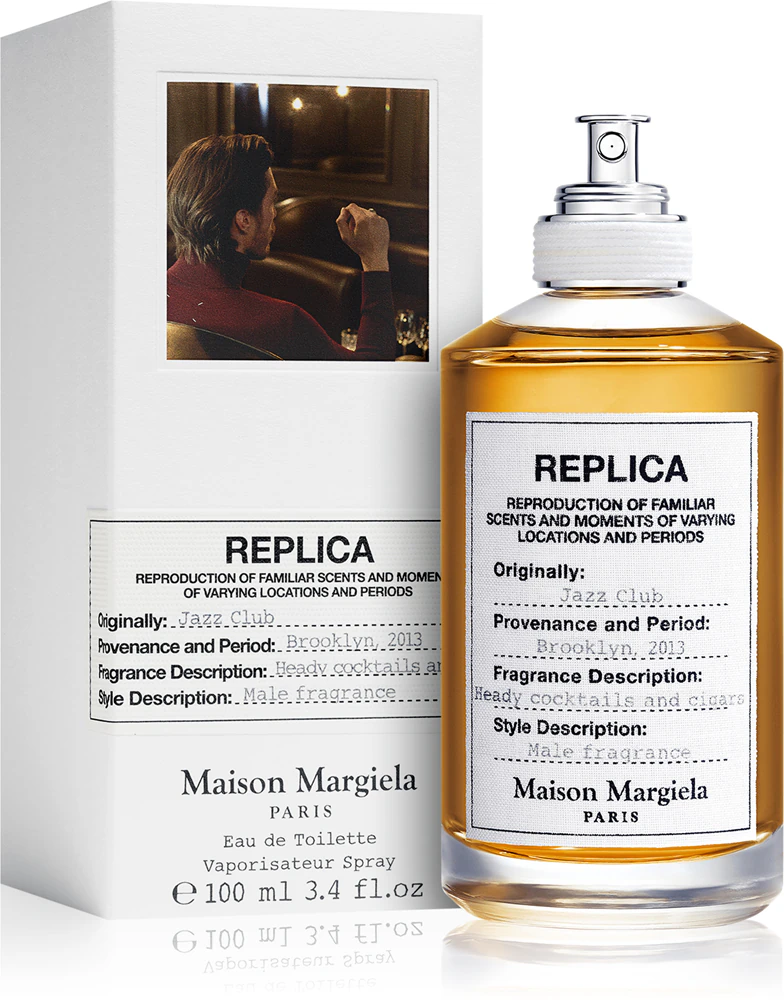 REPLICA
REPRODUCTION OF FAMILIAR SCENTS AND MOMEN
OF VARYING LOCATIONS AND PERIODS
Originally: Jazz Club
Provenance and Period: Brooklyn, 2013
Fragrance Description: Heady cocktails an
Style Description: Male fragrance
Maison Margiela
PARIS
Eau de Toilette
Vaporisateur Spray
℮ 100 ml 3.4 fl.oz
REPLICA
REPRODUCTION OF FAMILIAR
SCENTS AND MOMENTS OF VARYING
LOCATIONS AND PERIODS
Originally:
Jazz Club
Provenance and Period:
Brooklyn, 2013
Fragrance Description:
Heady cocktails and cigars
Style Description:
Male fragrance
Maison Margiela
PARIS